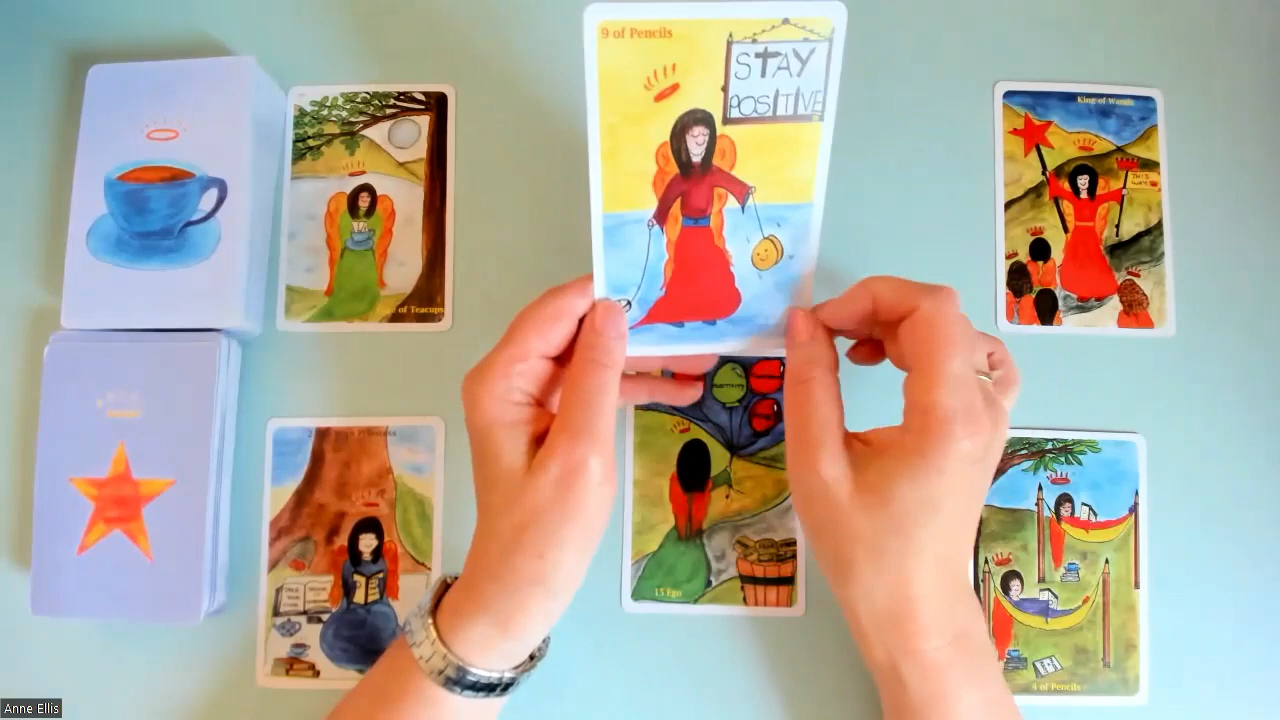 9 of Pencils
STAY
POSITIVE
of Teacups
King of Wands
THIS
WAY
15 Ego
4 of Pencils
Anne Ellis